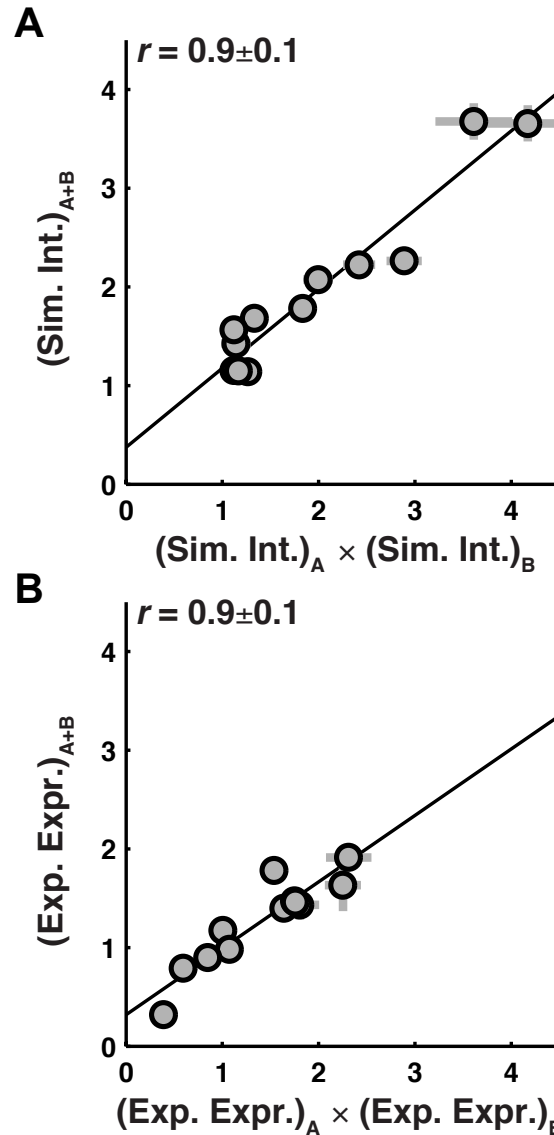 A
r = 0.9±0.1
4
3
2
1
0
(Sim. Int.)A+B
0 1 2 3 4
(Sim. Int.)A × (Sim. Int.)B
B
r = 0.9±0.1
4
3
2
1
0
(Exp. Expr.)A+B
0 1 2 3 4
(Exp. Expr.)A × (Exp. Expr.)B